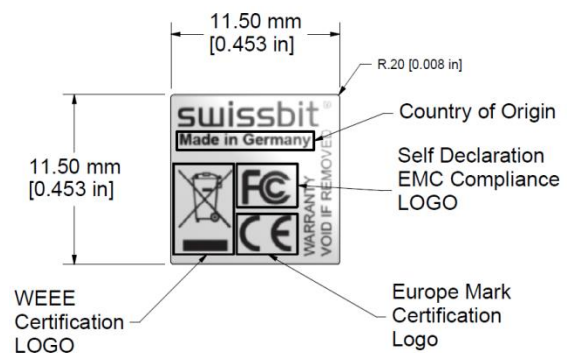 11.50 mm
[0.453 in]
R.20 [0.008 in]
swissbit®
Made in Germany
Country of Origin
11.50 mm
[0.453 in]
Self Declaration
EMC Compliance
LOGO
FC
CE
WARRANTY
VOID IF REMOVED
WEEE
Certification
LOGO
Europe Mark
Certification
Logo